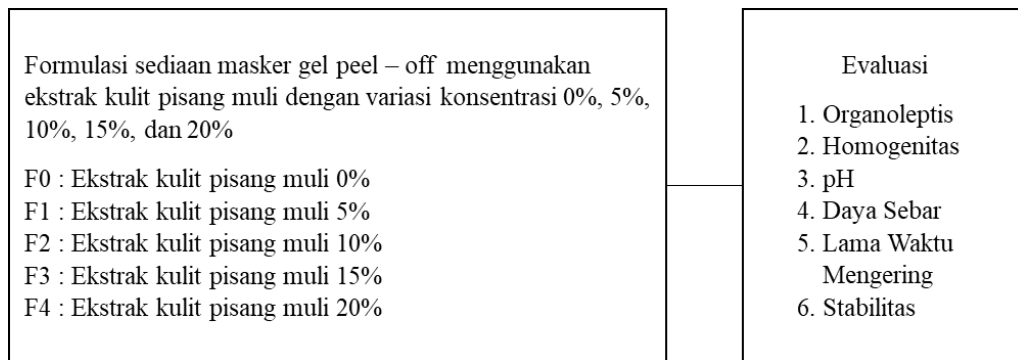 Formulasi sediaan masker gel peel – off menggunakan
ekstrak kulit pisang muli dengan variasi konsentrasi 0%, 5%,
10%, 15%, dan 20%
F0 : Ekstrak kulit pisang muli 0%
F1 : Ekstrak kulit pisang muli 5%
F2 : Ekstrak kulit pisang muli 10%
F3 : Ekstrak kulit pisang muli 15%
F4 : Ekstrak kulit pisang muli 20%
Evaluasi
1. Organoleptis
2. Homogenitas
3. pH
4. Daya Sebar
5. Lama Waktu
Mengering
6. Stabilitas